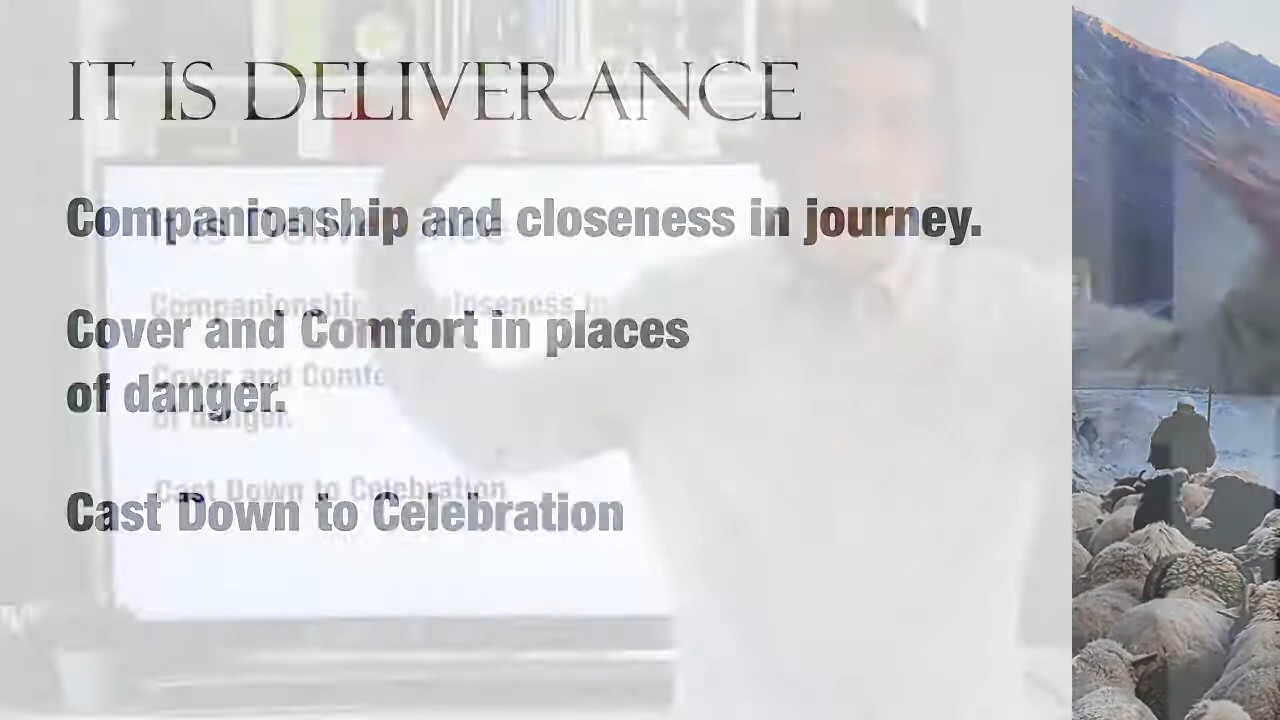 IT IS DELIVERANCE
Companionship and closeness in journey.
Cover and Comfort in places
of danger.
Cast Down to Celebration